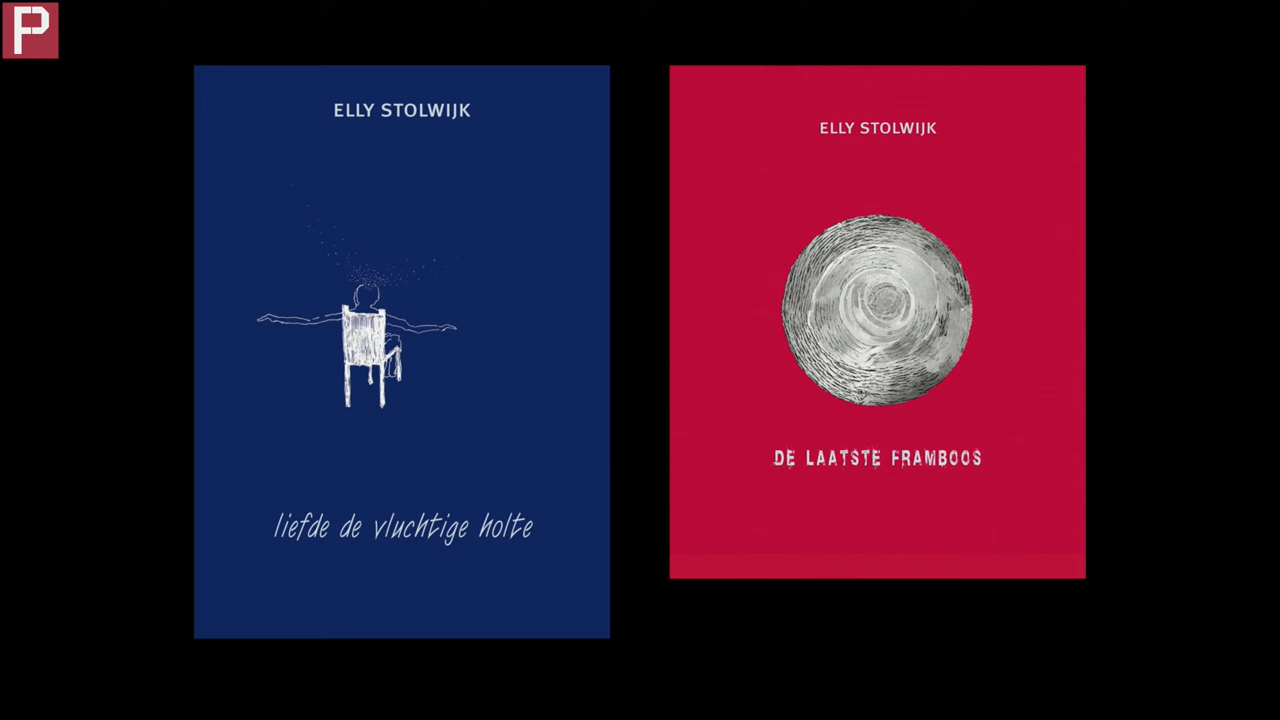 P
ELLY STOLWIJK
liefde de vluchtige holte
ELLY STOLWIJK
DE LAATSTE FRAMBOOS